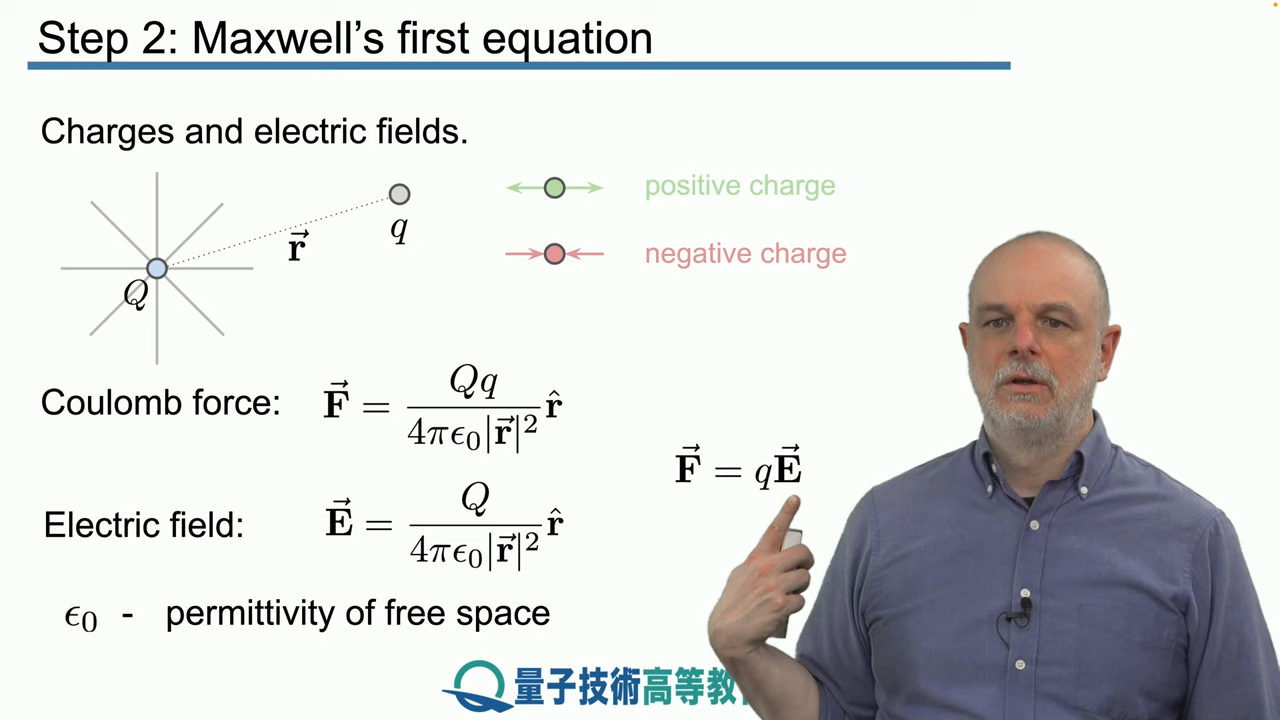 Step 2: Maxwell's first equation
Charges and electric fields.
positive charge
negative charge
q
r⃗
Q
Coulomb force: F⃗ = Qq / 4πϵ₀|r⃗|² r̂
F⃗ = qE⃗
Electric field: E⃗ = Q / 4πϵ₀|r⃗|² r̂
ϵ₀ - permittivity of free space
量子技術高等教